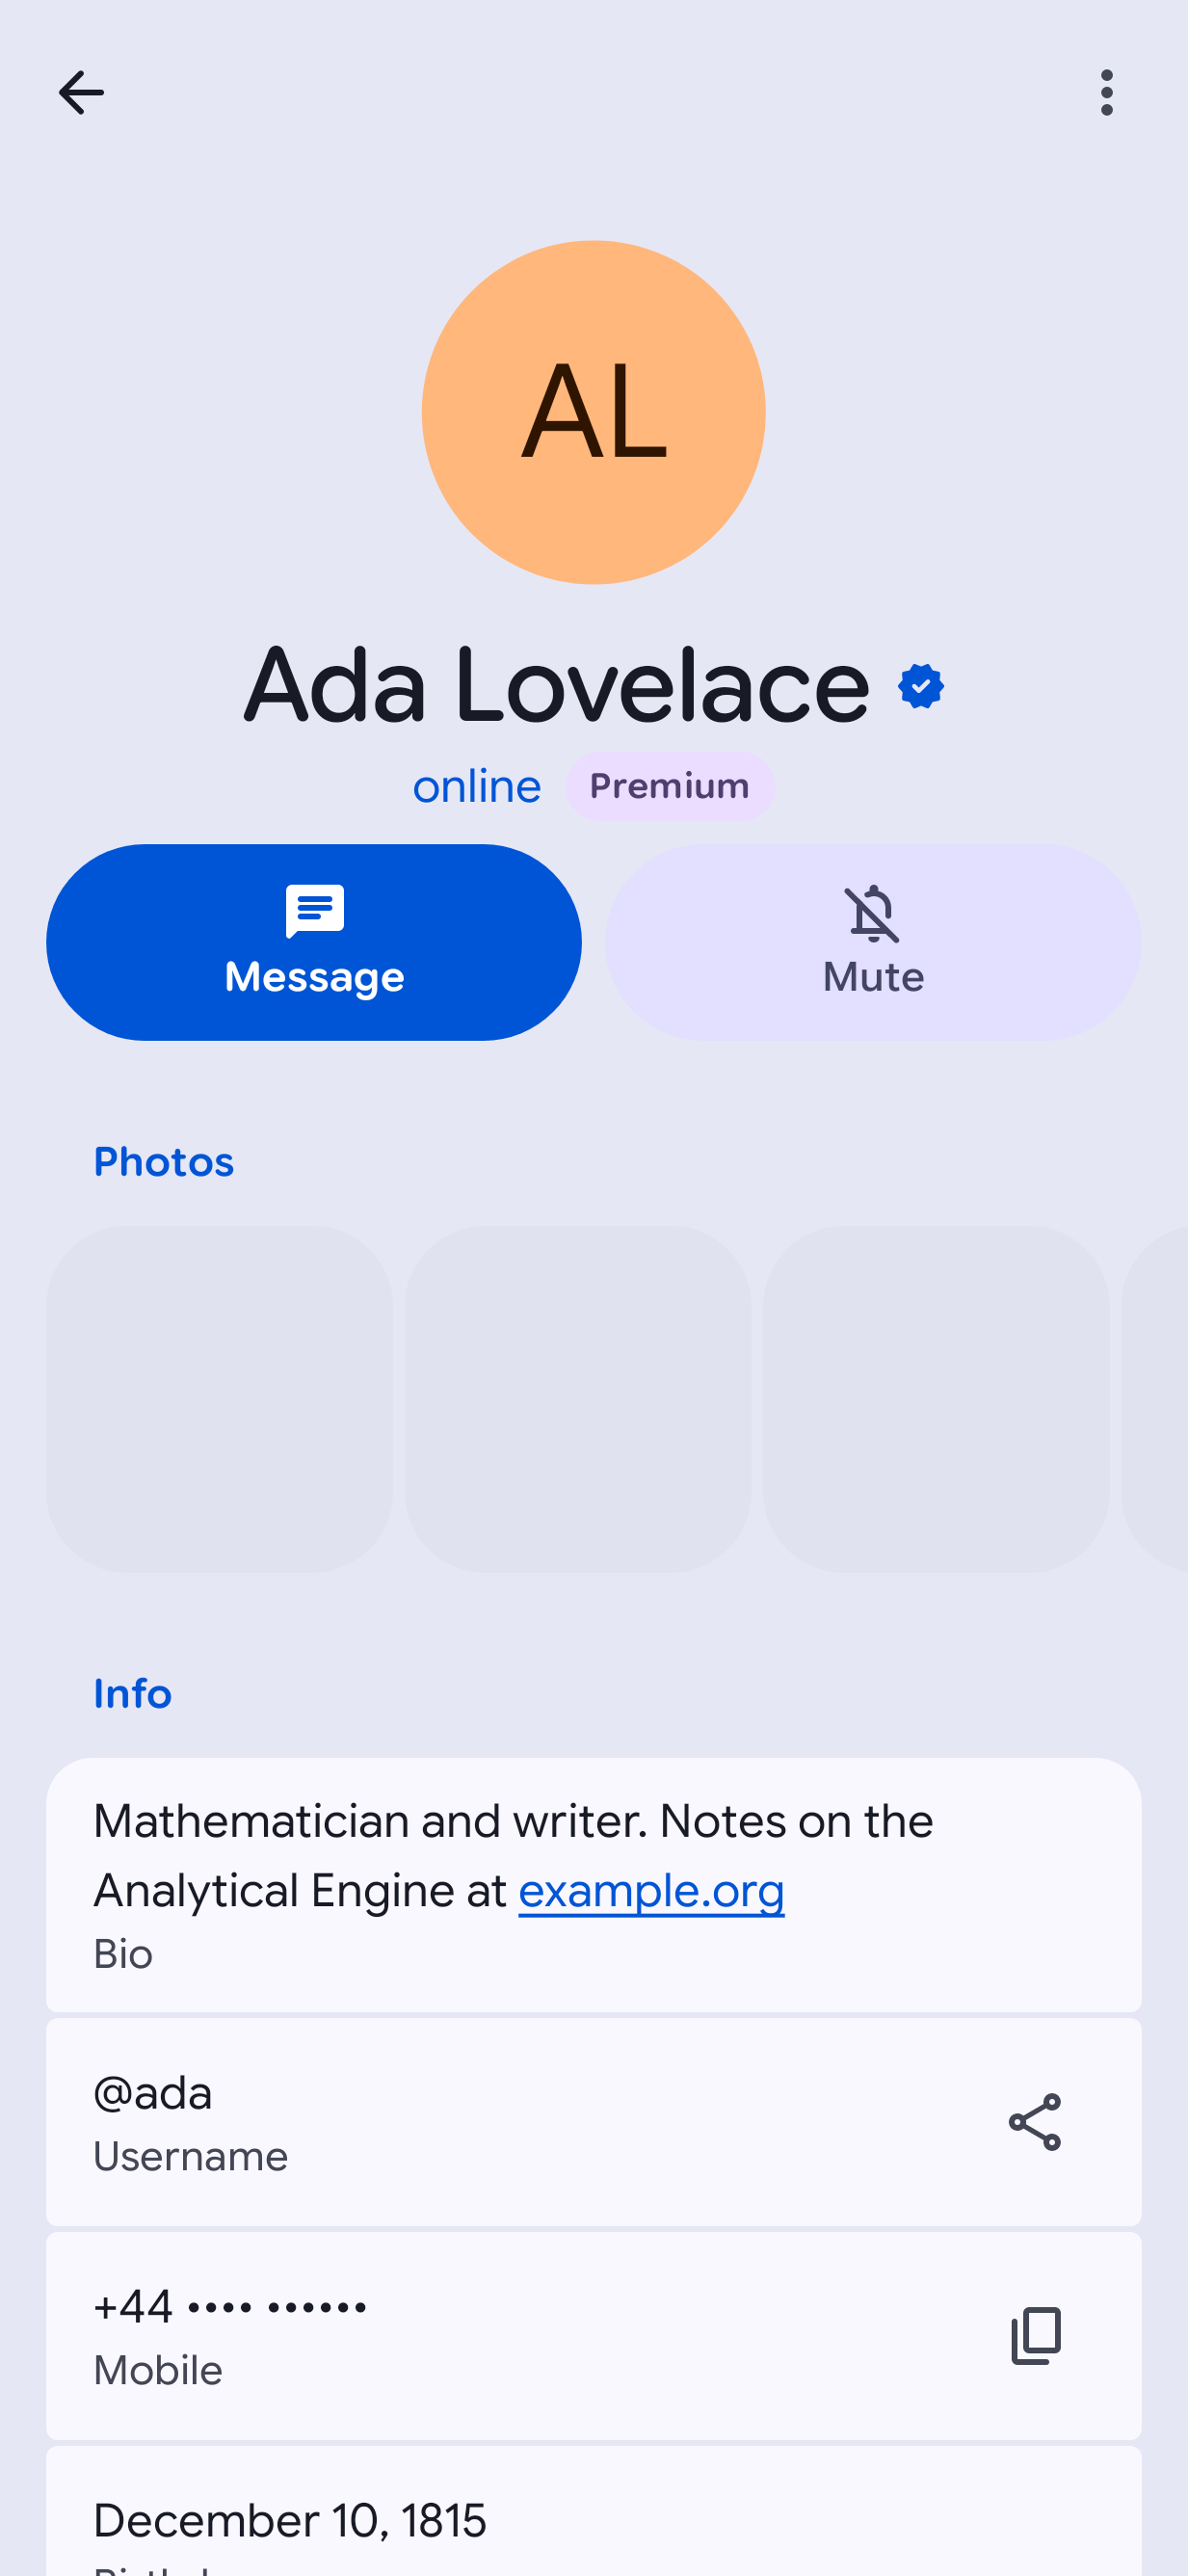 AL
Ada Lovelace
online Premium
Message
Mute
Photos
Info
Mathematician and writer. Notes on the
Analytical Engine at example.org
Bio
@ada
Username
+44 •••• ••••••
Mobile
December 10, 1815